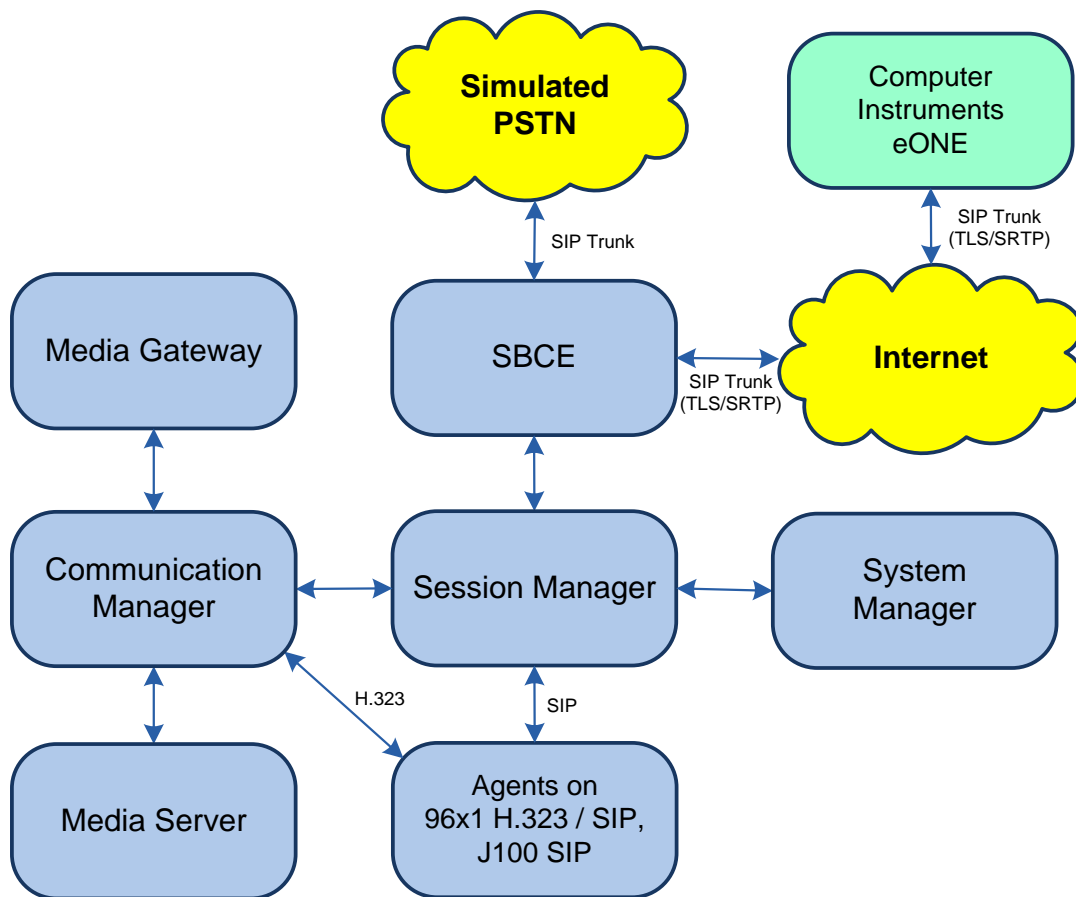 Simulated
PSTN
Computer
Instruments
eONE
SIP Trunk
SIP Trunk
(TLS/SRTP)
Media Gateway
SBCE
SIP Trunk
(TLS/SRTP)
Internet
Communication
Manager
Session Manager
System
Manager
H.323
SIP
Media Server
Agents on
96x1 H.323 / SIP,
J100 SIP